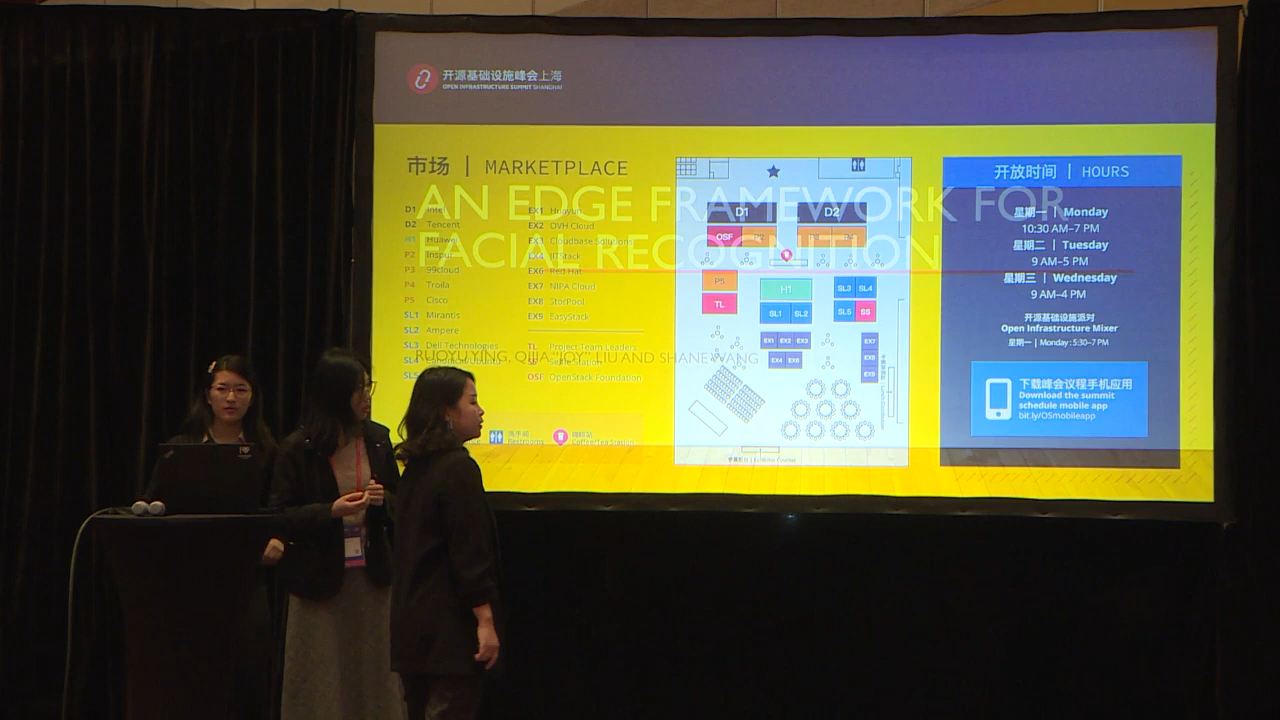 开源基础设施峰会上海
OPEN INFRASTRUCTURE SUMMIT SHANGHAI
市场 | MARKETPLACE
AN EDGE FRAMEWORK FOR
FACIAL RECOGNITION
RUOYU YING, QIJIA "JOY" LIU AND SHANE WANG
D1 Intel
D2 Tencent
H1 Huawei
P2 Inspur
P3 99cloud
P4 Troila
P5 Cisco
SL1 Mirantis
SL2 Ampere
SL3 Dell Technologies
SL4 Canonical/Ubuntu
EX1 Huayun
EX2 OVH Cloud
EX3 Cloudbase Solutions
EX4 JITStack
EX6 Red Hat
EX7 NIPA Cloud
EX8 StorPool
EX9 EasyStack
TL Project Team Leaders
OSF OpenStack Foundation
D1 D2
OSF
P5
TL
H1
SL1 SL2
SL3 SL4
SL5 SS
EX1 EX2 EX3
EX4 EX6
EX7
EX8
EX9
开放时间 | HOURS
星期一 | Monday
10:30 AM–7 PM
星期二 | Tuesday
9 AM–5 PM
星期三 | Wednesday
9 AM–4 PM
开源基础设施派对
Open Infrastructure Mixer
星期一 | Monday: 5:30–7 PM
下载峰会议程手机应用
Download the summit
schedule mobile app
bit.ly/OSmobileapp